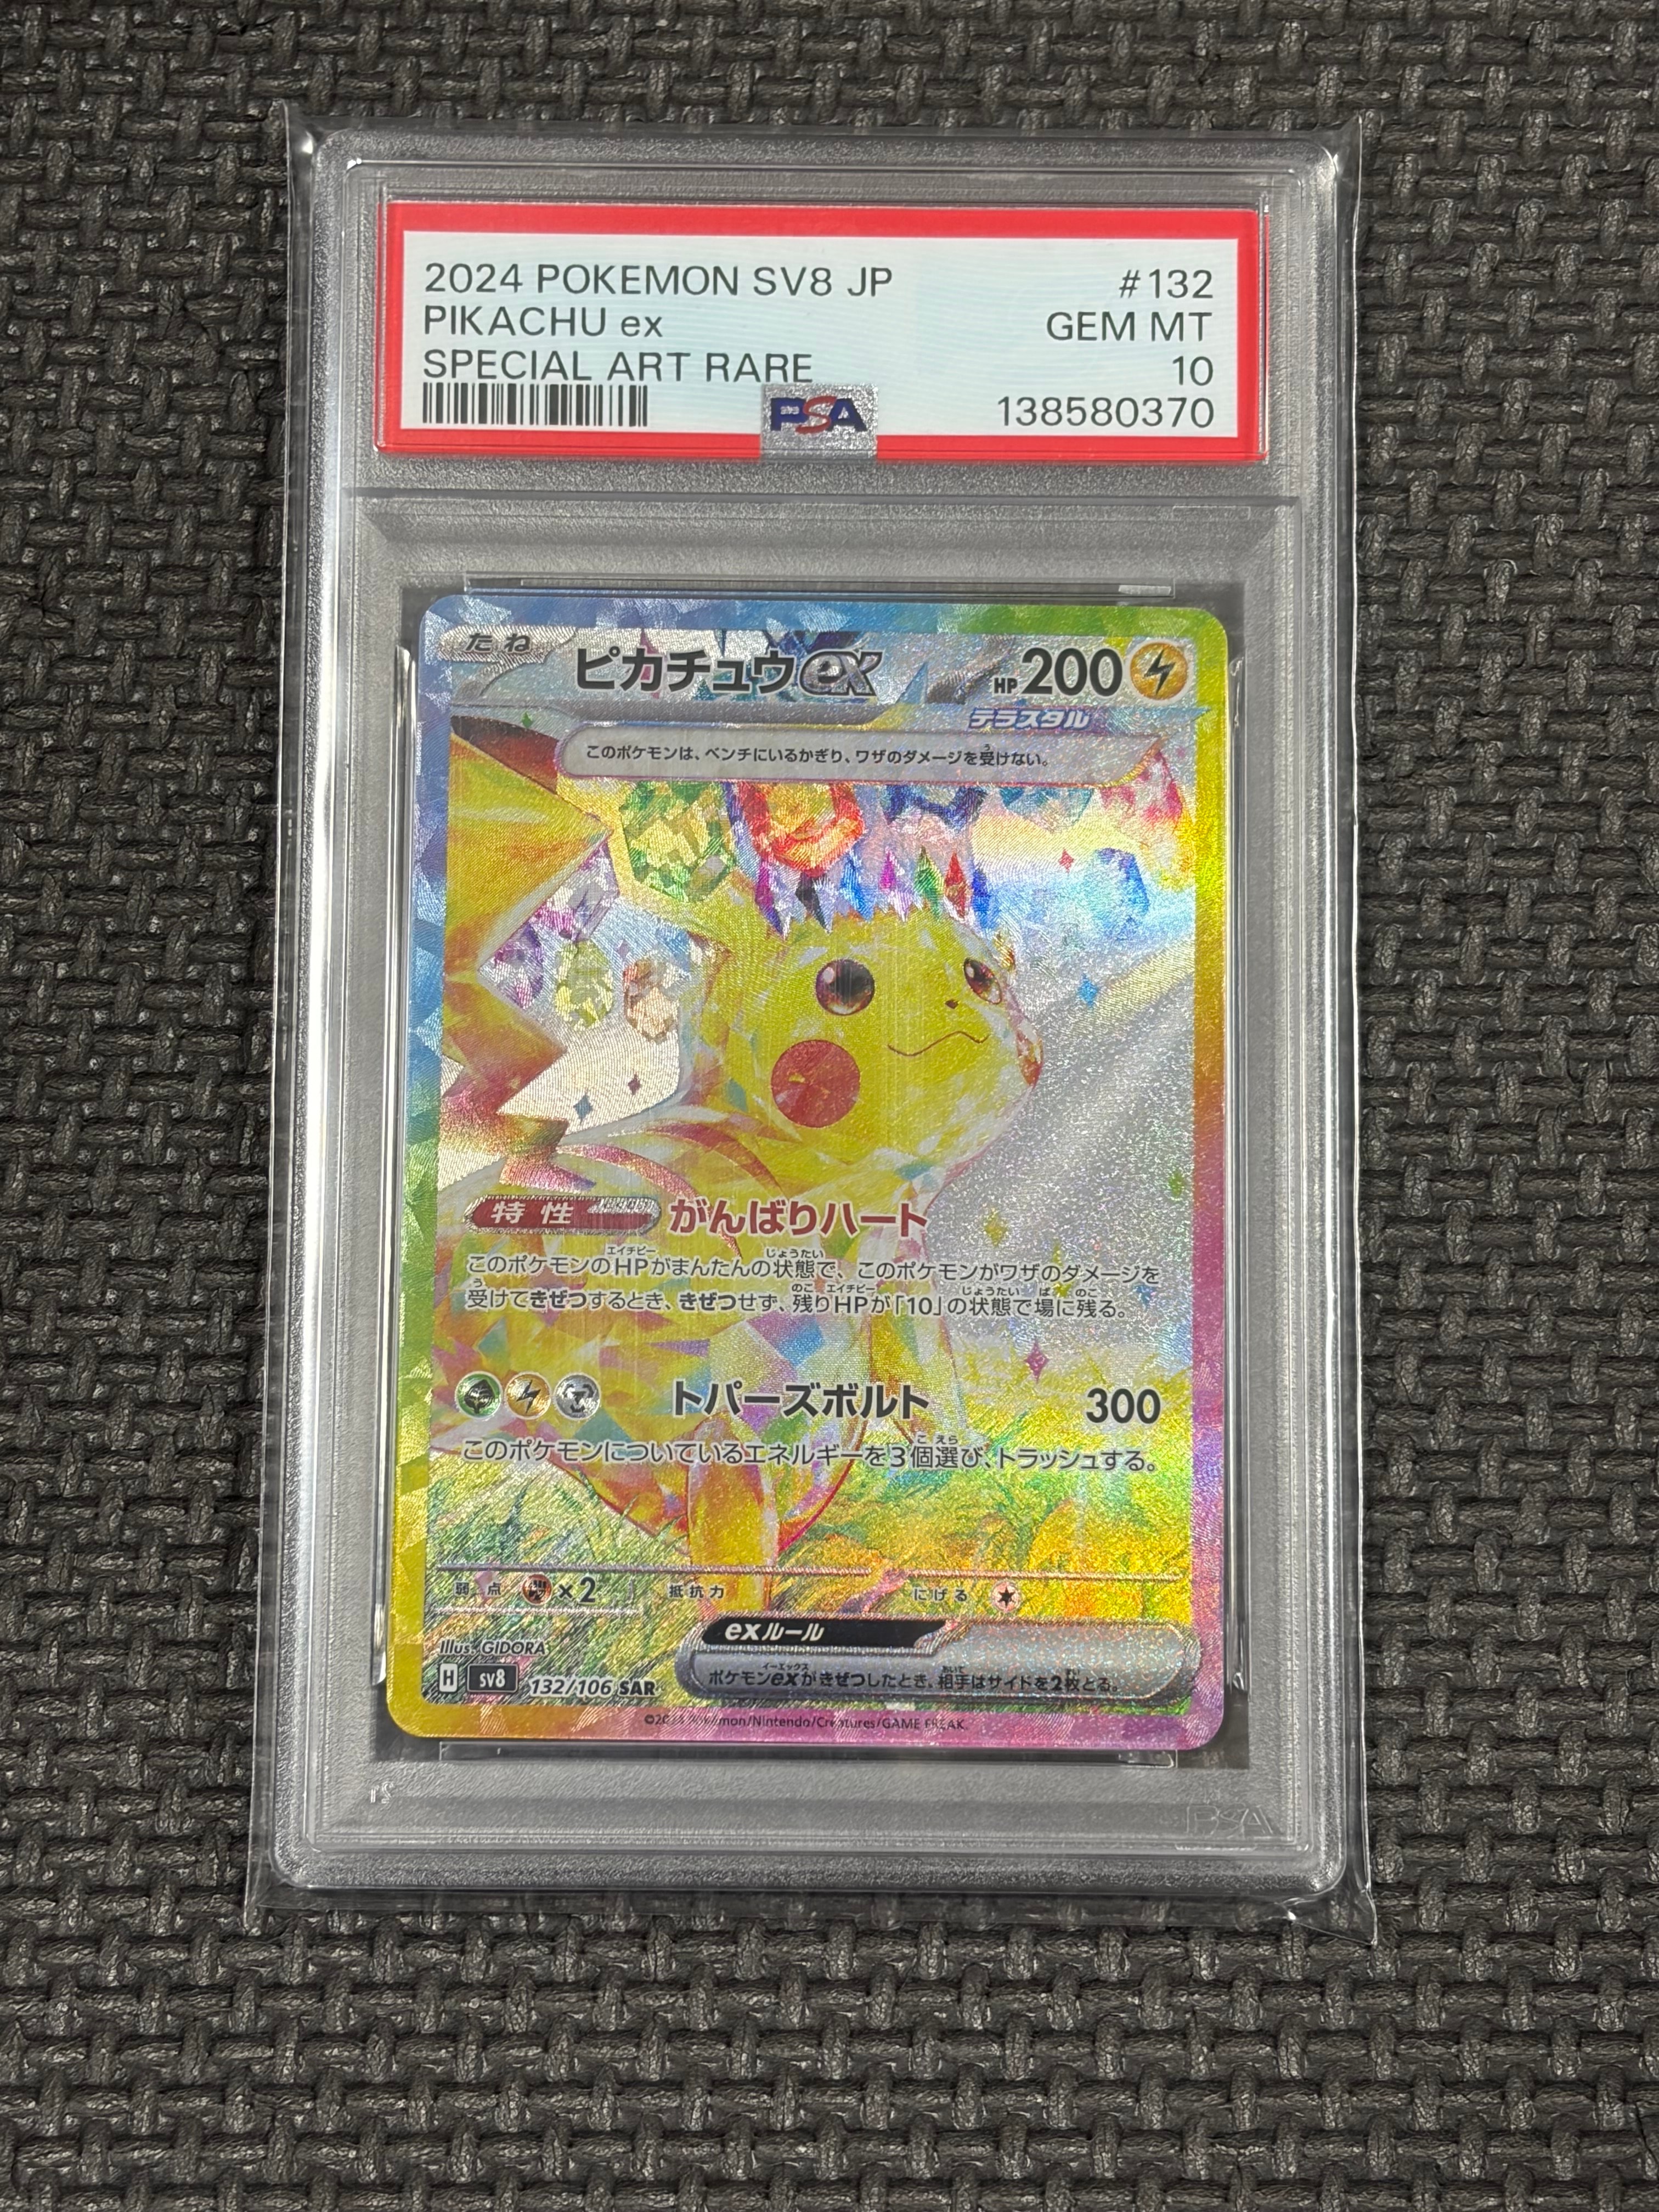 2024 POKEMON SV8 JP #132
PIKACHU ex GEM MT
SPECIAL ART RARE 10
PSA 138580370
たね ピカチュウex HP200
テラスタル
このポケモンは、ベンチにいるかぎり、ワザのダメージを受けない。
特性 がんばりハート
このポケモンのHPがまんたんの状態で、このポケモンがワザのダメージを
受けてきぜつするとき、きぜつせず、残りHPが「10」の状態で場に残る。
トパーズボルト 300
このポケモンについているエネルギーを3個選び、トラッシュする。
弱点 ×2 抵抗力 にげる
exルール
ポケモンexがきぜつしたとき、相手はサイドを2枚とる。
Illus. GIDORA
H sv8 132/106 SAR
©2024 Pokémon/Nintendo/Creatures/GAME FREAK.
PSA